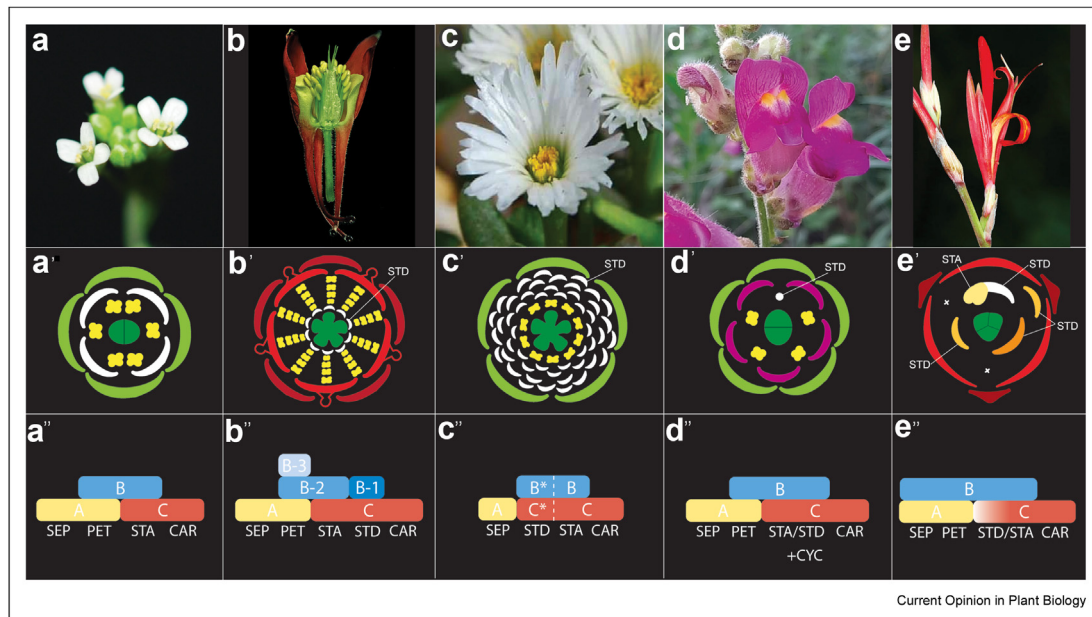 a b c d e
a' b' c' d' e'
STD STD STD STA STD
STD
STD
a" b" c" d" e"
B-3
B B-2 B-1 B* B B B
A C A C A C* C A C A C
SEP PET STA CAR SEP PET STA STD CAR SEP STD STA CAR SEP PET STA/STD CAR SEP PET STD/STA CAR
+CYC
Current Opinion in Plant Biology